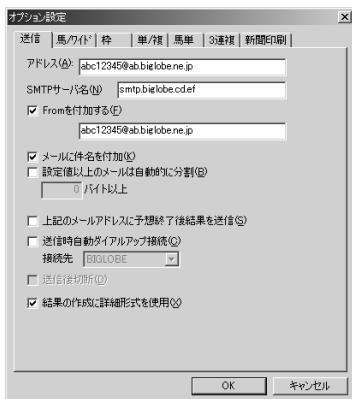 オプション設定
送信 馬/ワイド 枠 単/複 馬単 3連複 新聞印刷
アドレス(A): abc12345@ab.biglobe.ne.jp
SMTPサーバ名(N) smtp.biglobe.cd.ef
Fromを付加する(F)
abc12345@ab.biglobe.ne.jp
メールに件名を付加(K)
設定値以上のメールは自動的に分割(B)
0 バイト以上
上記のメールアドレスに予想終了後結果を送信(S)
送信時自動ダイアルアップ接続(C)
接続先 BIGLOBE
送信後切断(D)
結果の作成に詳細形式を使用(X)
OK キャンセル